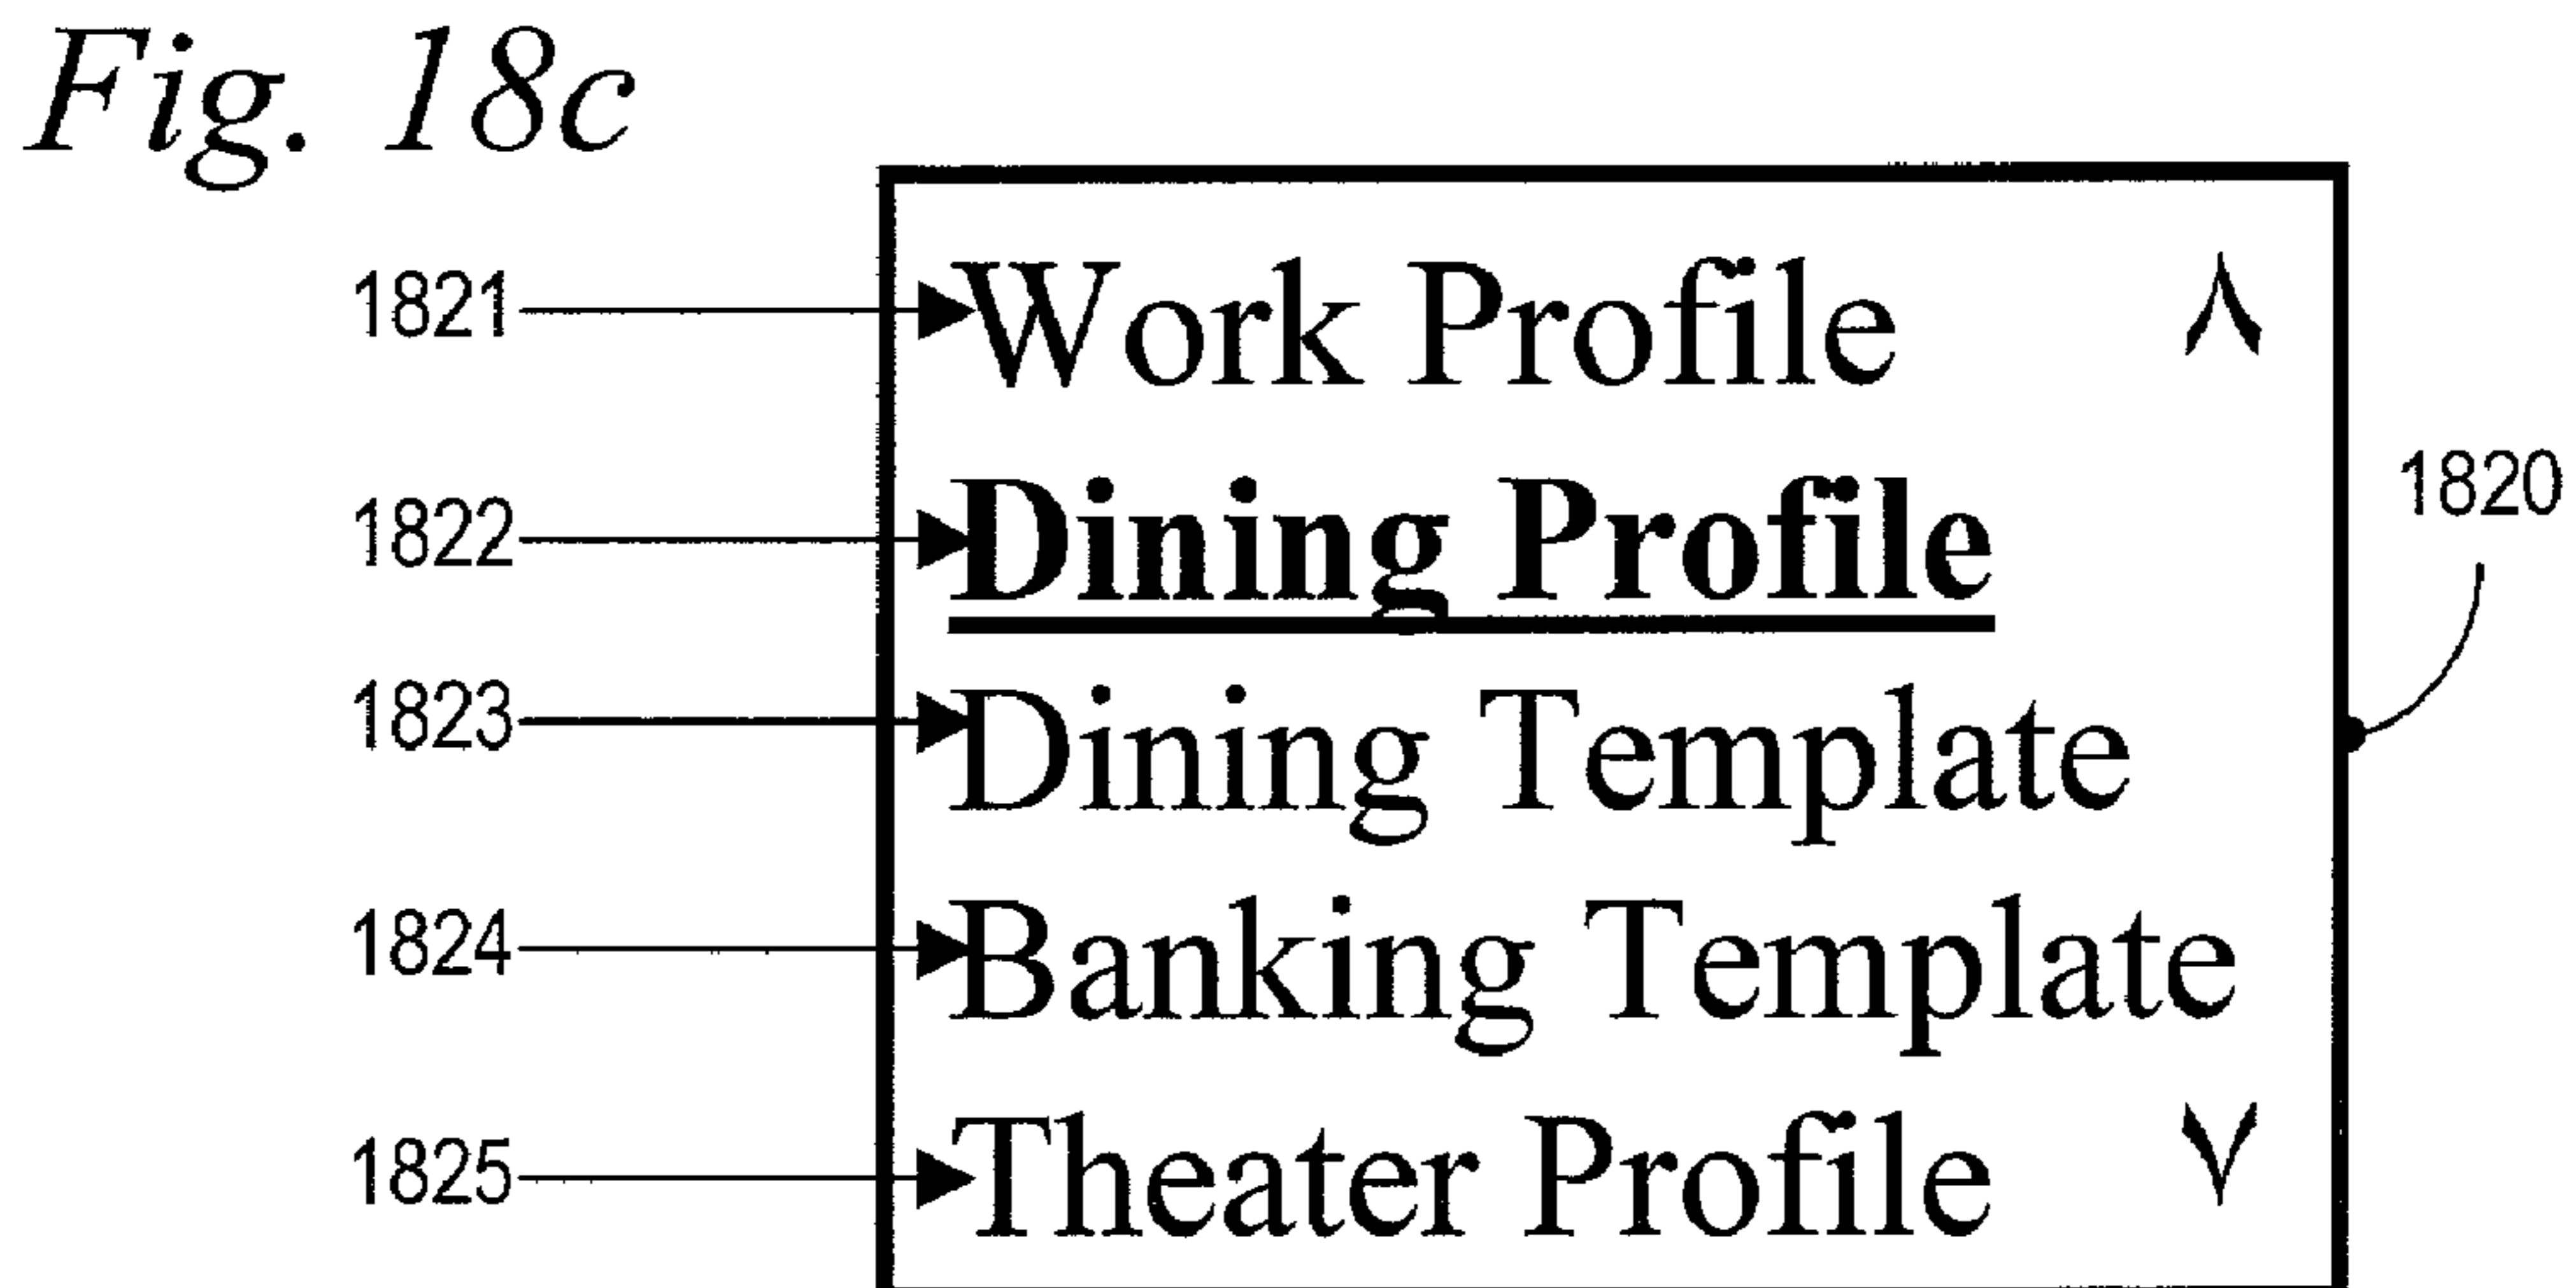 Fig. 18c
1821 Work Profile
1822 Dining Profile
1820
1823 Dining Template
1824 Banking Template
1825 Theater Profile